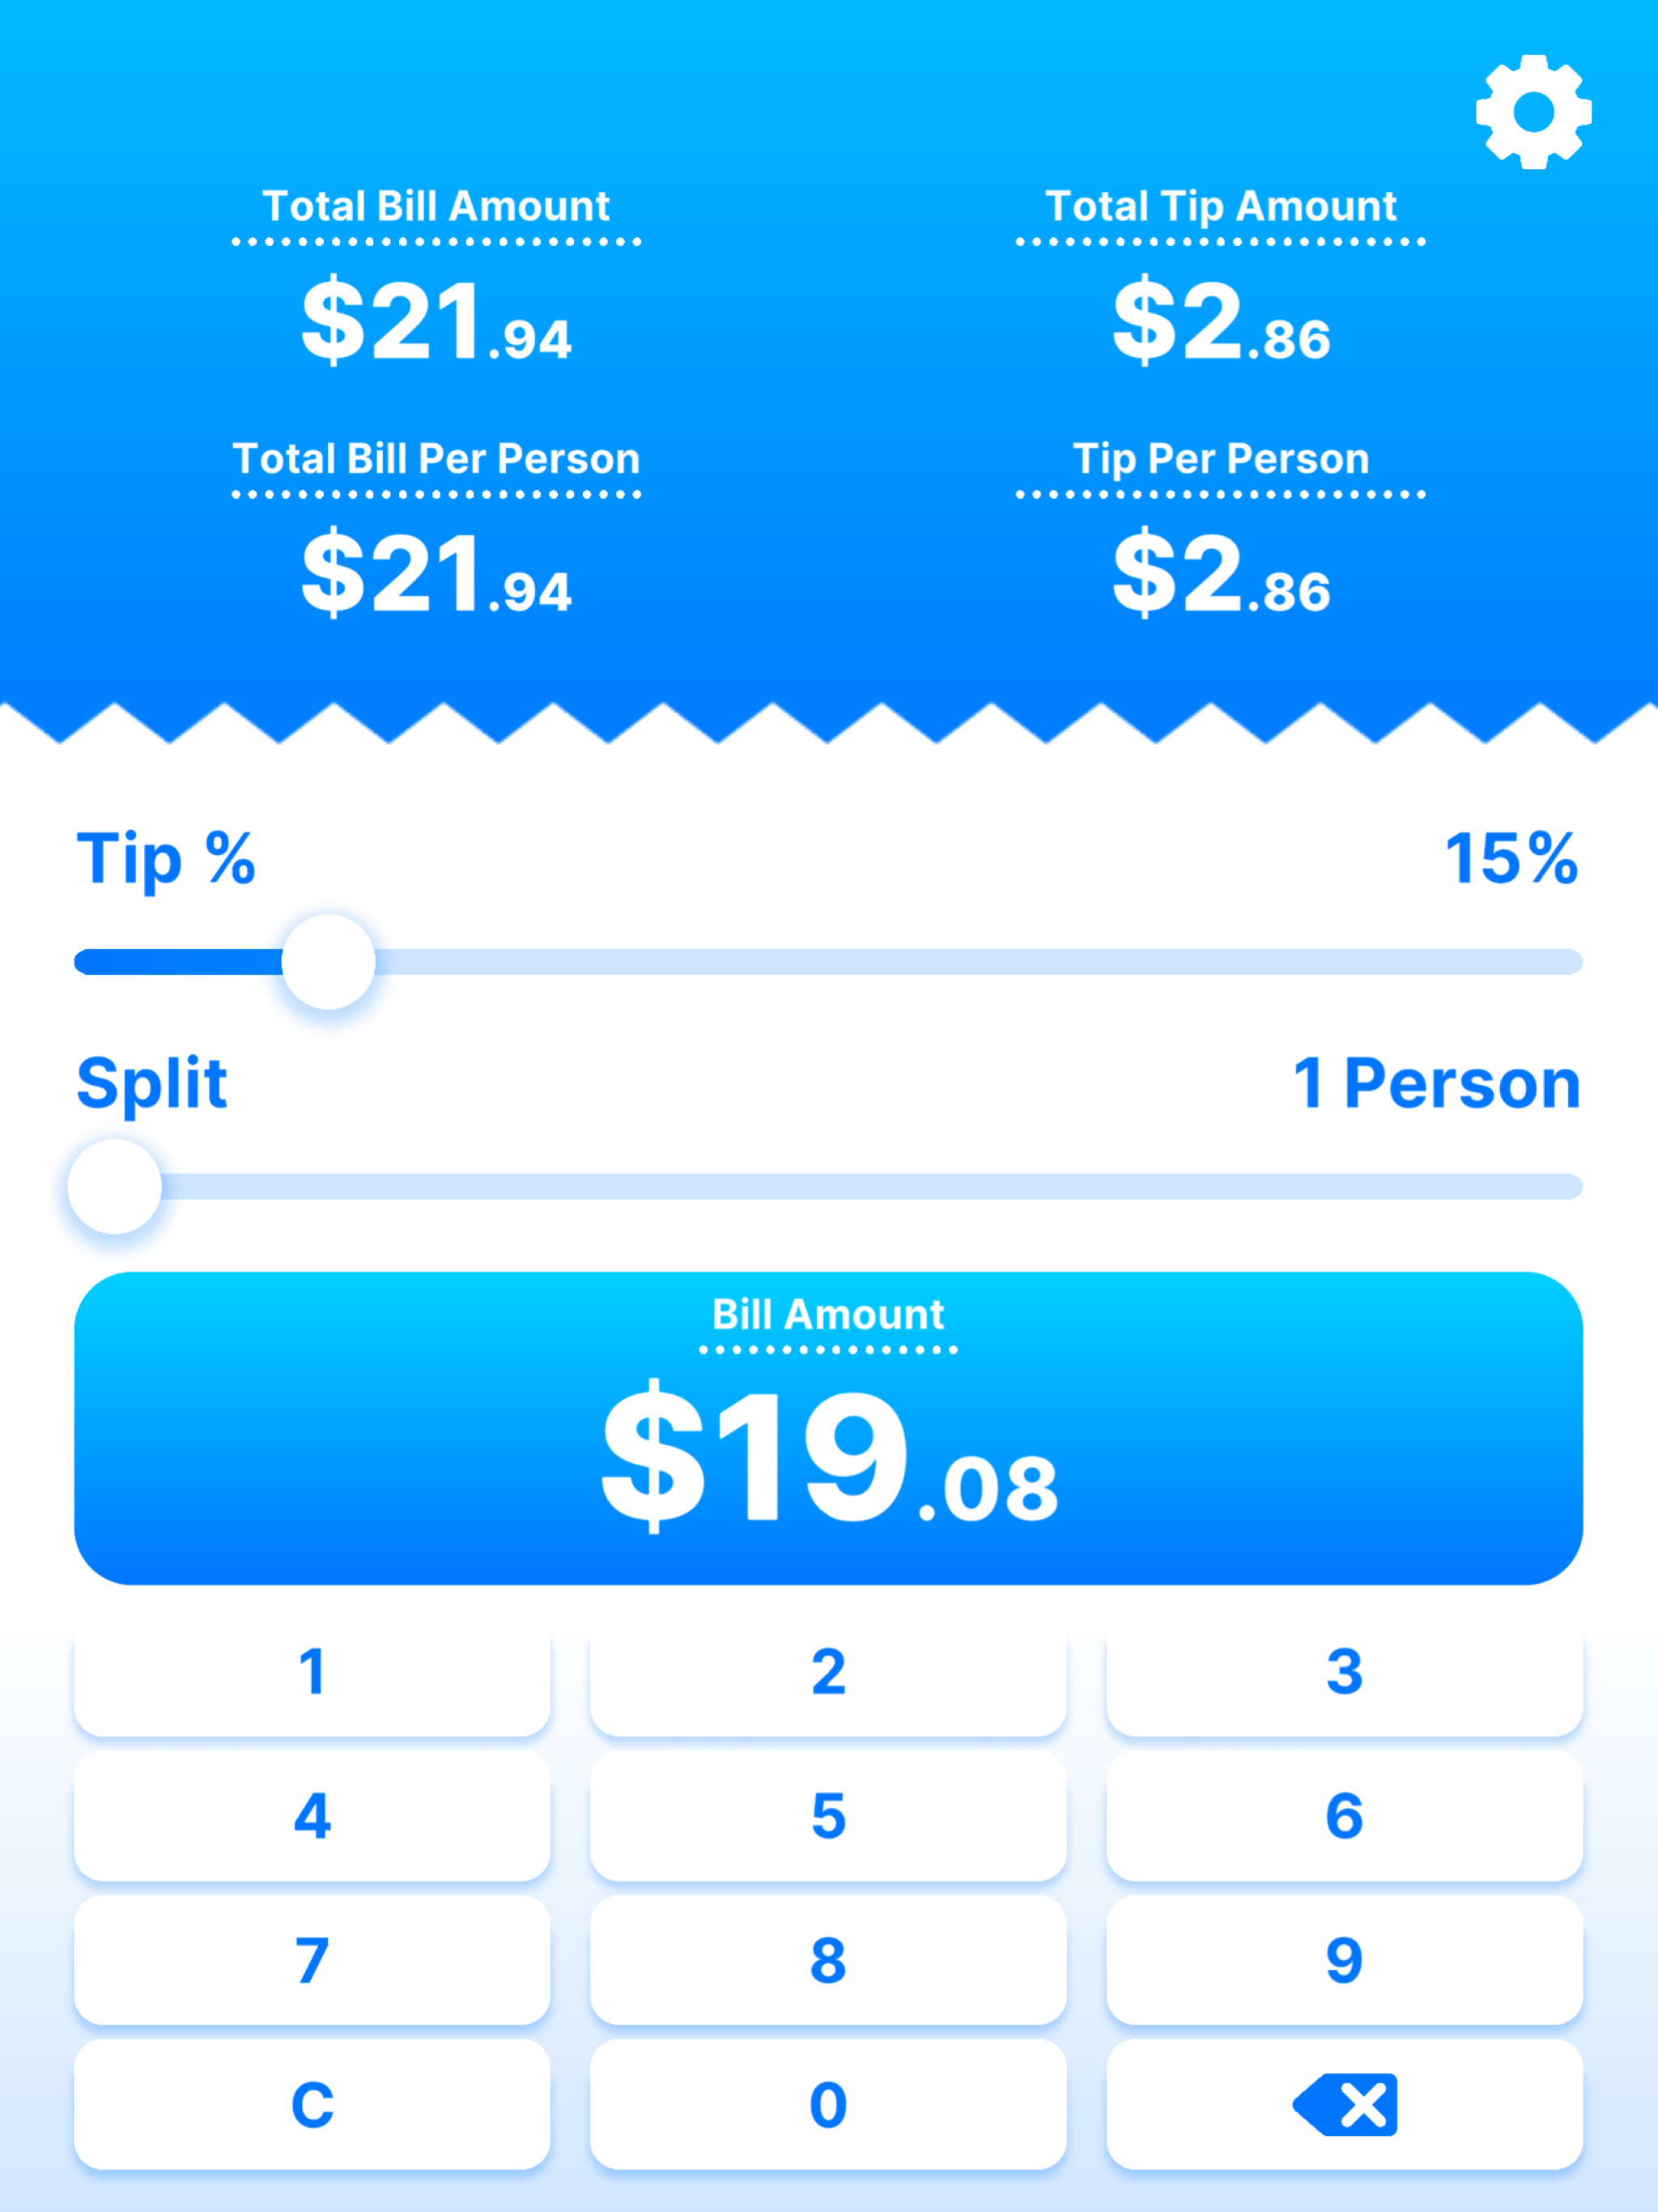 Total Bill Amount
$21.94
Total Tip Amount
$2.86
Total Bill Per Person
$21.94
Tip Per Person
$2.86
Tip %
15%
Split
1 Person
Bill Amount
$19.08
1 2 3
4 5 6
7 8 9
C 0